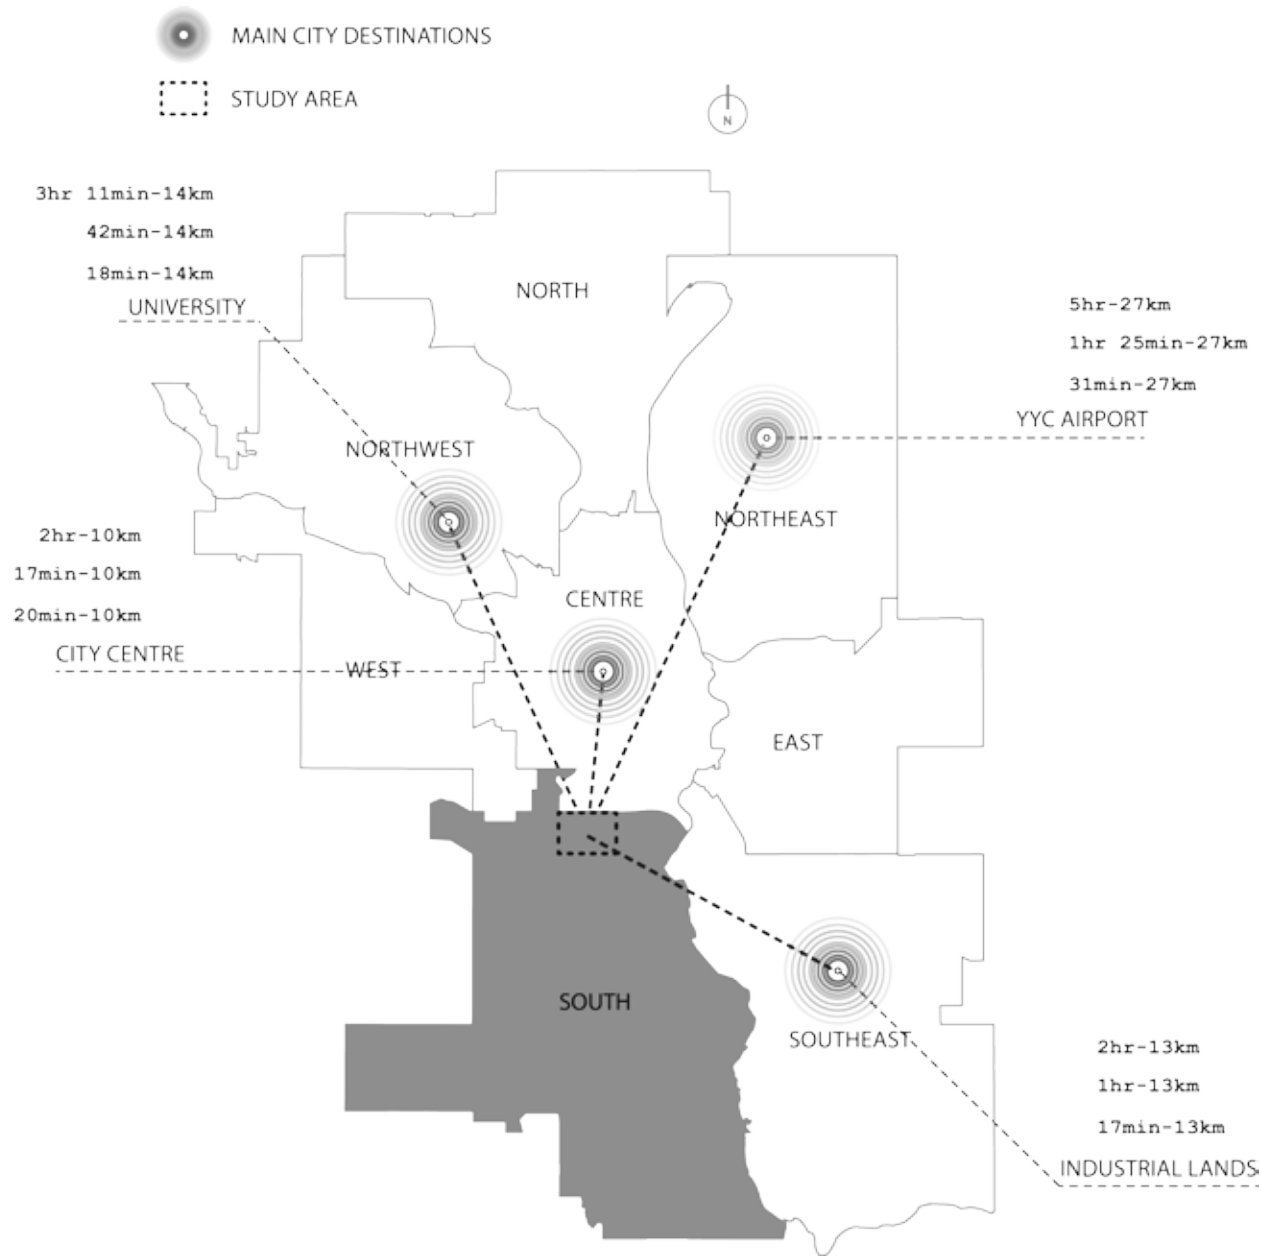 MAIN CITY DESTINATIONS
STUDY AREA
N
3hr 11min-14km
42min-14km
18min-14km
UNIVERSITY
NORTH
5hr-27km
1hr 25min-27km
31min-27km
YYC AIRPORT
NORTHWEST
NORTHEAST
2hr-10km
17min-10km
20min-10km
CITY CENTRE
CENTRE
WEST
EAST
SOUTH
SOUTHEAST
2hr-13km
1hr-13km
17min-13km
INDUSTRIAL LANDS